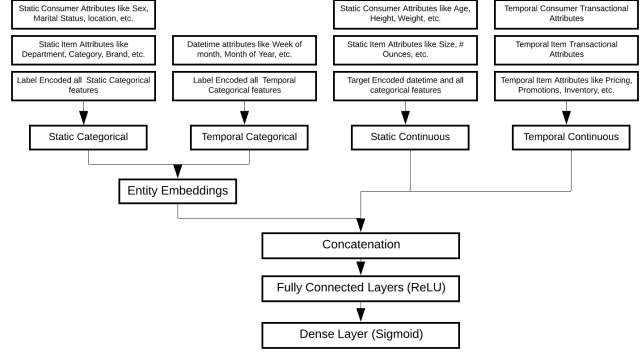 Static Consumer Attributes like Sex,
Marital Status, location, etc.
Static Consumer Attributes like Age,
Height, Weight, etc.
Temporal Consumer Transactional
Attributes
Static Item Attributes like
Department, Category, Brand, etc.
Datetime attributes like Week of
month, Month of Year, etc.
Static Item Attributes like Size, #
Ounces, etc.
Temporal Item Transactional
Attributes
Label Encoded all Static Categorical
features
Label Encoded all Temporal
Categorical features
Target Encoded datetime and all
categorical features
Temporal Item Attributes like Pricing,
Promotions, Inventory, etc.
Static Categorical
Temporal Categorical
Static Continuous
Temporal Continuous
Entity Embeddings
Concatenation
Fully Connected Layers (ReLU)
Dense Layer (Sigmoid)